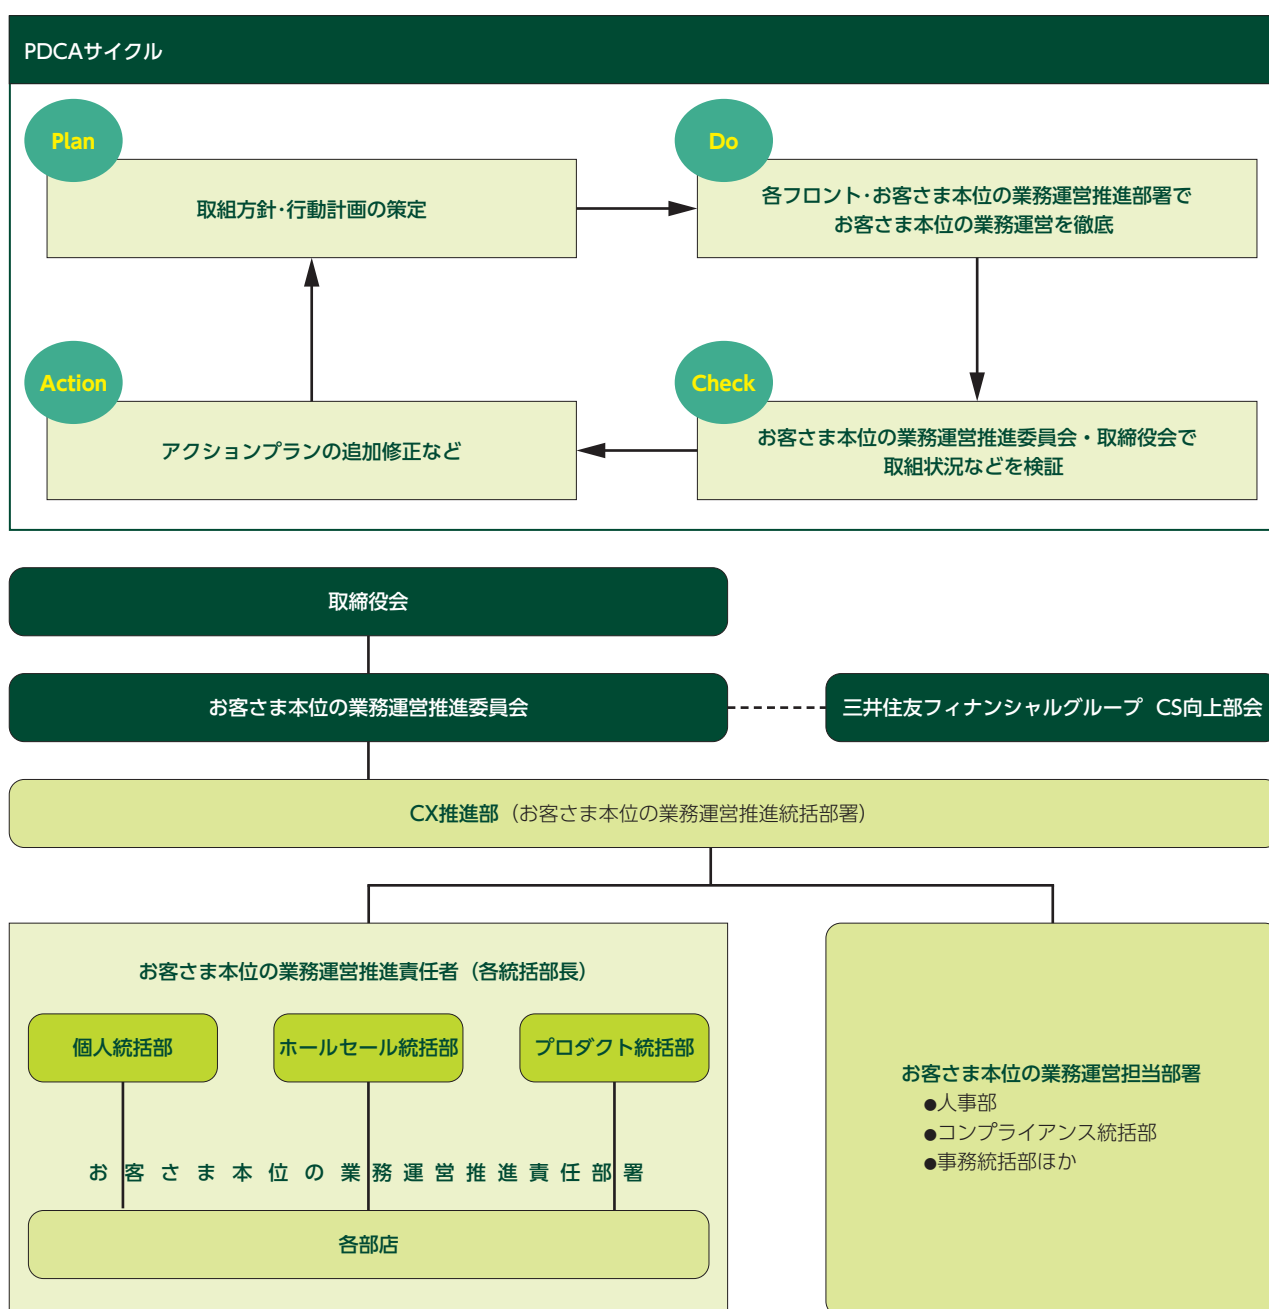 PDCAサイクル
Plan
取組方針･行動計画の策定
Do
各フロント･お客さま本位の業務運営推進部署で
お客さま本位の業務運営を徹底
Action
アクションプランの追加修正など
Check
お客さま本位の業務運営推進委員会・取締役会で
取組状況などを検証
取締役会
お客さま本位の業務運営推進委員会
三井住友フィナンシャルグループ CS向上部会
CX推進部（お客さま本位の業務運営推進統括部署）
お客さま本位の業務運営推進責任者（各統括部長）
個人統括部
ホールセール統括部
プロダクト統括部
お客さま本位の業務運営推進責任部署
各部店
お客さま本位の業務運営担当部署
●人事部
●コンプライアンス統括部
●事務統括部ほか